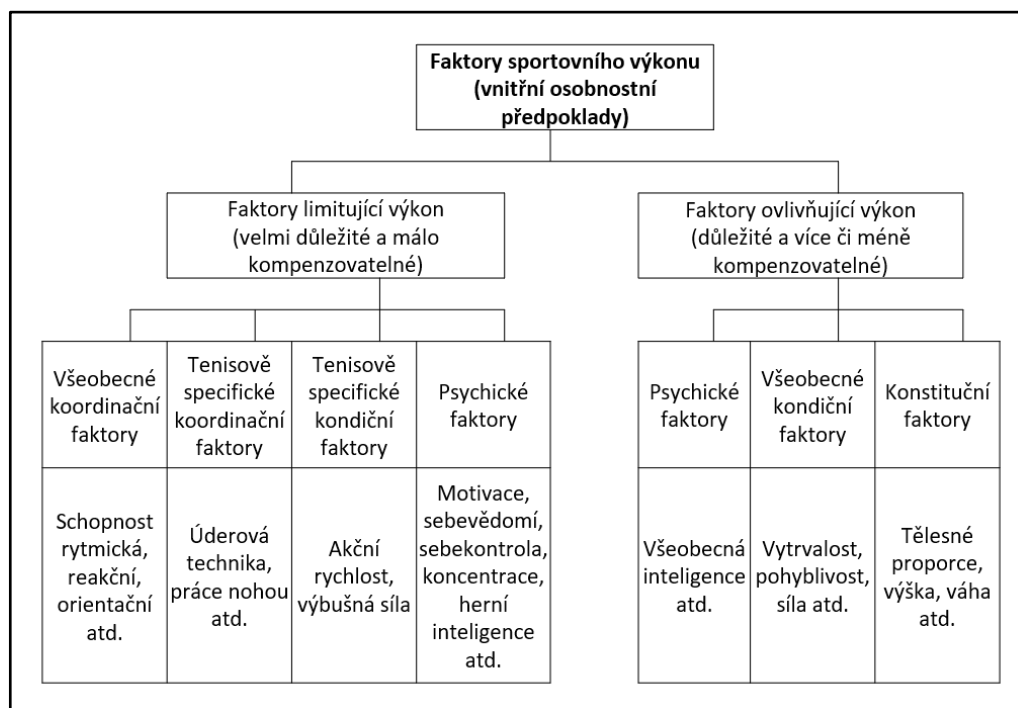 Faktory sportovního výkonu
(vnitřní osobnostní
předpoklady)
Faktory limitující výkon
(velmi důležité a málo
kompenzovatelné)
Faktory ovlivňující výkon
(důležité a více či méně
kompenzovatelné)
Všeobecné
koordinační
faktory
Tenisově
specifické
koordinační
faktory
Tenisově
specifické
kondiční
faktory
Psychické
faktory
Psychické
faktory
Všeobecné
kondiční
faktory
Konstituční
faktory
Schopnost
rytmická,
reakční,
orientační
atd.
Úderová
technika,
práce nohou
atd.
Akční
rychlost,
výbušná síla
Motivace,
sebevědomí,
sebekontrola,
koncentrace,
herní
inteligence
atd.
Všeobecná
inteligence
atd.
Vytrvalost,
pohyblivost,
síla atd.
Tělesné
proporce,
výška, váha
atd.